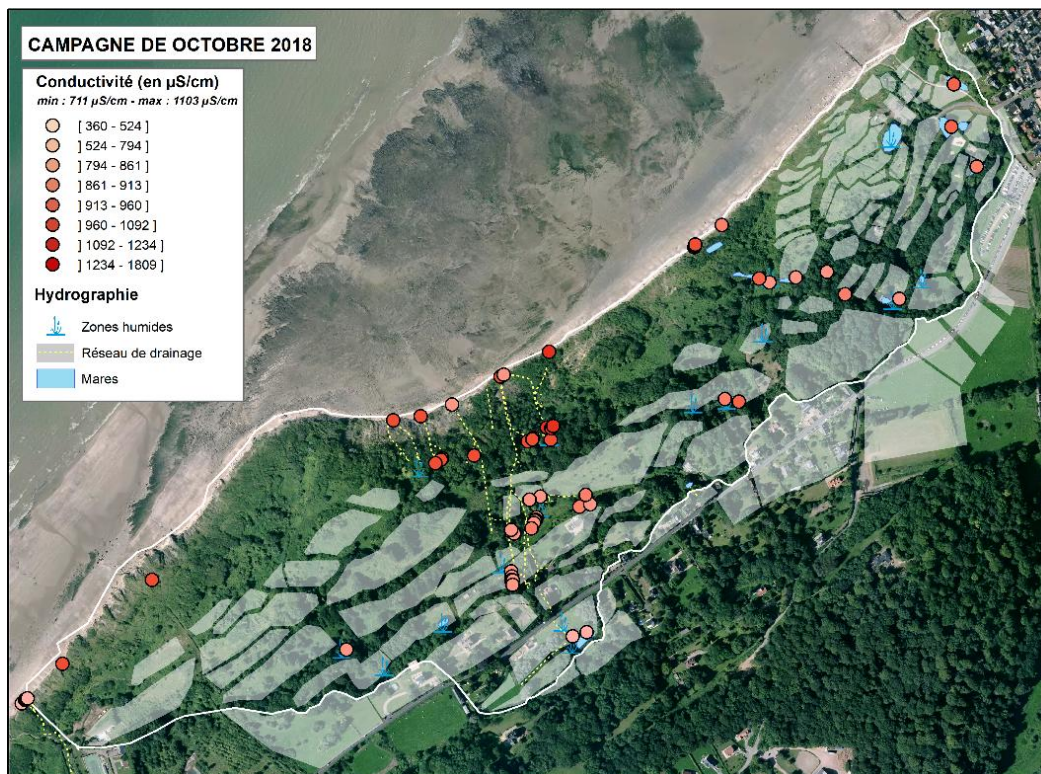 CAMPAGNE DE OCTOBRE 2018
Conductivité (en µS/cm)
min : 711 µS/cm - max : 1103 µS/cm
[ 360 - 524 ]
] 524 - 794 ]
] 794 - 861 ]
] 861 - 913 ]
] 913 - 960 ]
] 960 - 1092 ]
] 1092 - 1234 ]
] 1234 - 1809 ]
Hydrographie
Zones humides
Réseau de drainage
Mares